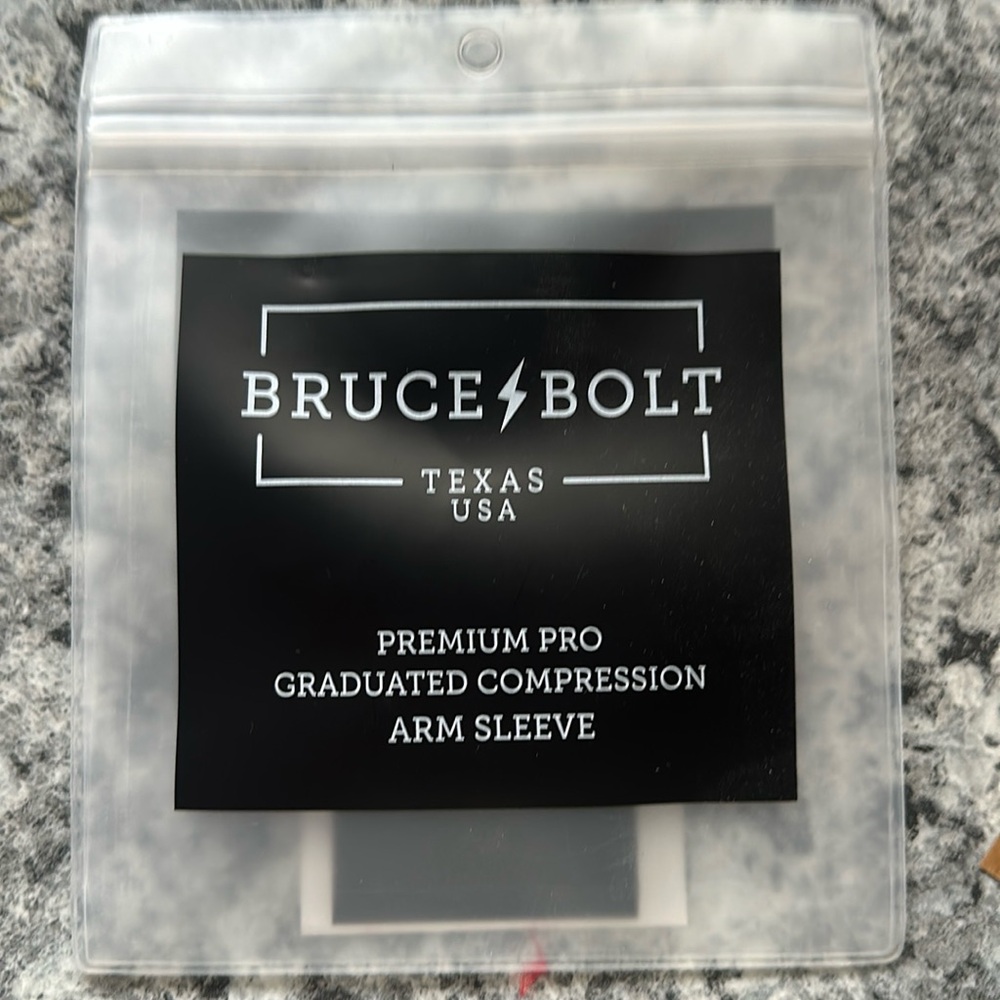 BRUCE BOLT
TEXAS
USA
PREMIUM PRO
GRADUATED COMPRESSION
ARM SLEEVE